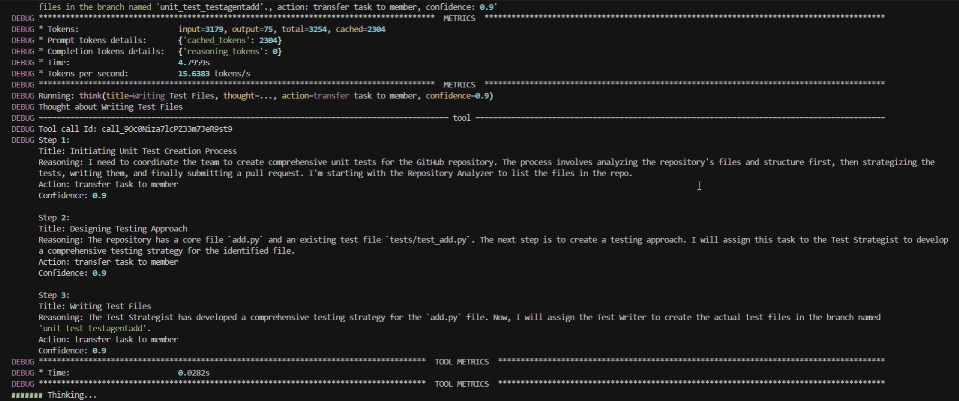 files in the branch named 'unit_test_testagentadd'., action: transfer task to member, confidence: 0.9'
DEBUG ************************************************************************************** METRICS **************************************************************************************
DEBUG * Tokens: input=3179, output=75, total=3254, cached=2304
DEBUG * Prompt tokens details: {'cached_tokens': 2304}
DEBUG * Completion tokens details: {'reasoning_tokens': 0}
DEBUG * Time: 4.7959s
DEBUG * Tokens per second: 15.6383 tokens/s
DEBUG ************************************************************************************** METRICS **************************************************************************************
DEBUG Running: think(title=Writing Test Files, thought=..., action=transfer task to member, confidence=0.9)
DEBUG Thought about Writing Test Files
DEBUG ---------------------------------------------------------------------------------------- tool ----------------------------------------------------------------------------------------
DEBUG Tool call Id: call_9Oc0Niza7lcPZ33m7JeR9st9
DEBUG Step 1:
Title: Initiating Unit Test Creation Process
Reasoning: I need to coordinate the team to create comprehensive unit tests for the GitHub repository. The process involves analyzing the repository's files and structure first, then strategizing the
tests, writing them, and finally submitting a pull request. I'm starting with the Repository Analyzer to list the files in the repo.
Action: transfer task to member
Confidence: 0.9
Step 2:
Title: Designing Testing Approach
Reasoning: The repository has a core file `add.py` and an existing test file `tests/test_add.py`. The next step is to create a testing approach. I will assign this task to the Test Strategist to develop
a comprehensive testing strategy for the identified file.
Action: transfer task to member
Confidence: 0.9
Step 3:
Title: Writing Test Files
Reasoning: The Test Strategist has developed a comprehensive testing strategy for the `add.py` file. Now, I will assign the Test Writer to create the actual test files in the branch named
'unit_test_testagentadd'.
Action: transfer task to member
Confidence: 0.9
DEBUG ************************************************************************************ TOOL METRICS ************************************************************************************
DEBUG * Time: 0.0282s
DEBUG ************************************************************************************ TOOL METRICS ************************************************************************************
Thinking...